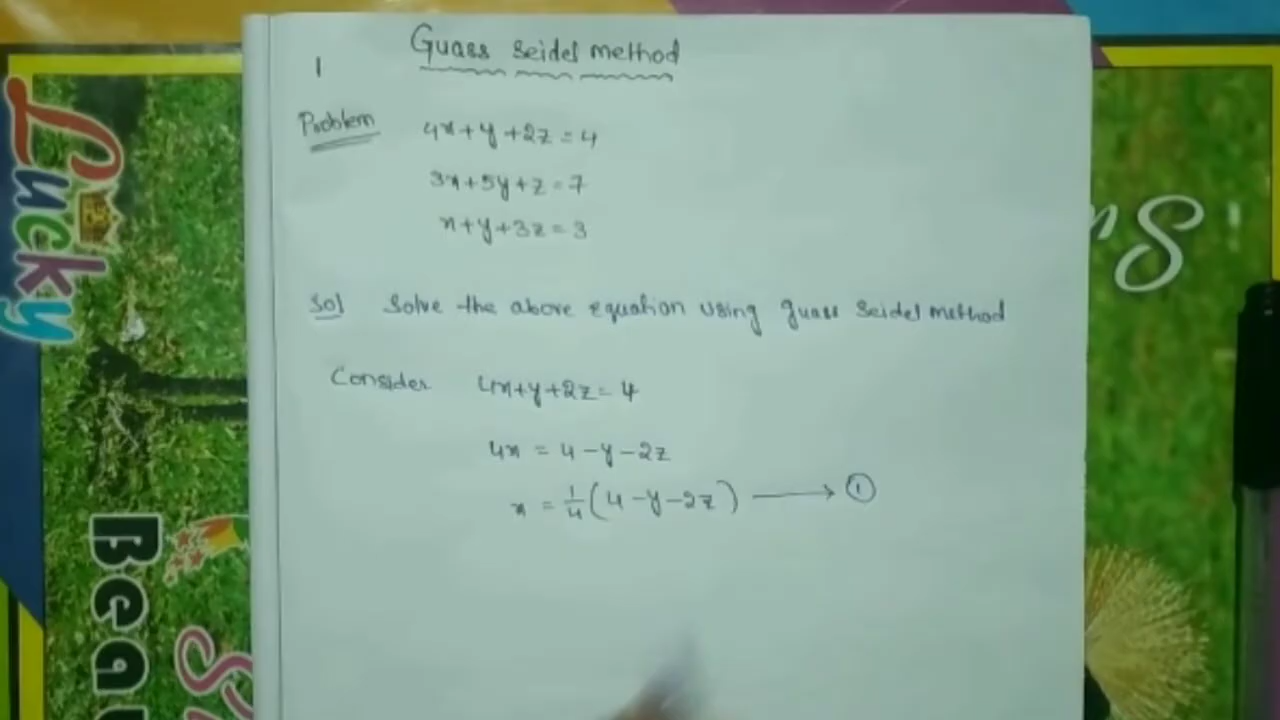 Guass Seidel method
1
Problem 4x+y+2z=4
3x+5y+z=7
x+y+3z=3
Sol Solve the above equation using guass Seidel method
Consider 4x+y+2z=4
4x = 4-y-2z
x = 1/4 (4-y-2z) ⟶ ①
Lucky
Bea